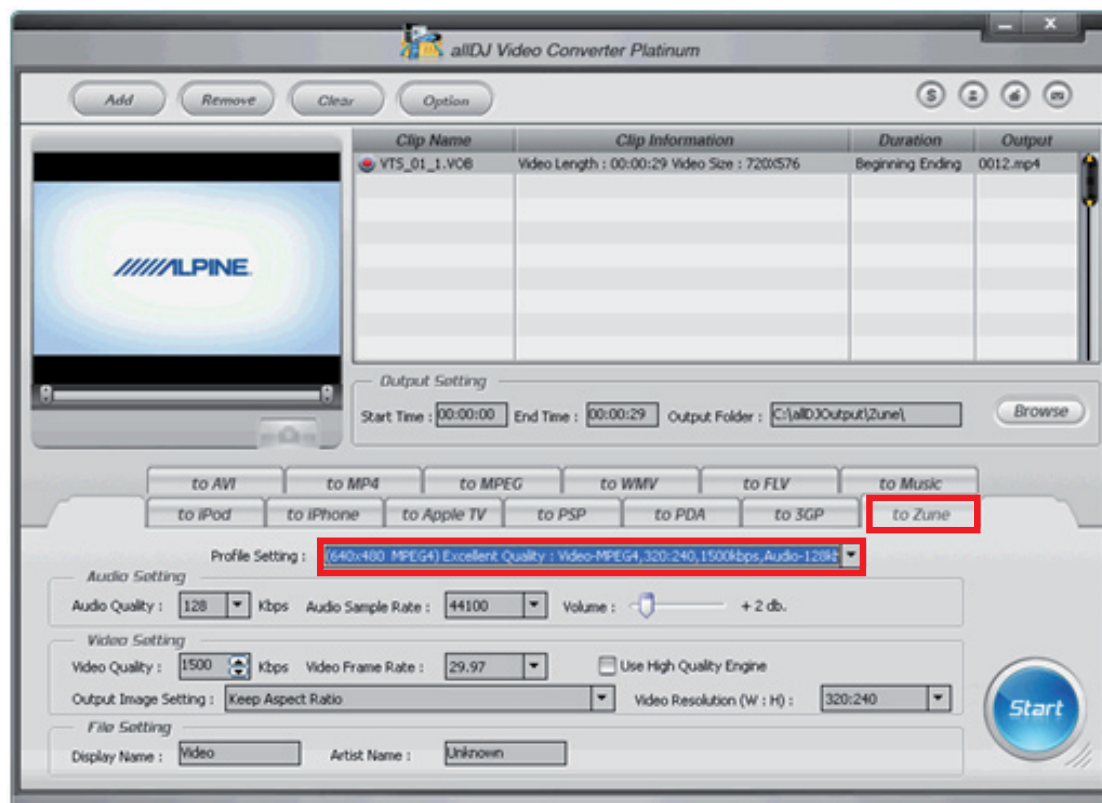 allDJ Video Converter Platinum
Add Remove Clear Option
Clip Name Clip Information Duration Output
VTS_01_1.VOB Video Length : 00:00:29 Video Size : 720X576 Beginning Ending 0012.mp4
ALPINE
Output Setting
Start Time : 00:00:00 End Time : 00:00:29 Output Folder : C:\allDJOutput\Zune\ Browse
to AVI to MP4 to MPEG to WMV to FLV to Music
to iPod to iPhone to Apple TV to PSP to PDA to 3GP to Zune
Profile Setting : (640x480 MPEG4) Excellent Quality : Video-MPEG4,320:240,1500kbps,Audio-128kb
Audio Setting
Audio Quality : 128 Kbps Audio Sample Rate : 44100 Volume : + 2 db.
Video Setting
Video Quality : 1500 Kbps Video Frame Rate : 29.97 Use High Quality Engine
Output Image Setting : Keep Aspect Ratio Video Resolution (W : H) : 320:240
Start
File Setting
Display Name : Video Artist Name : Unknown